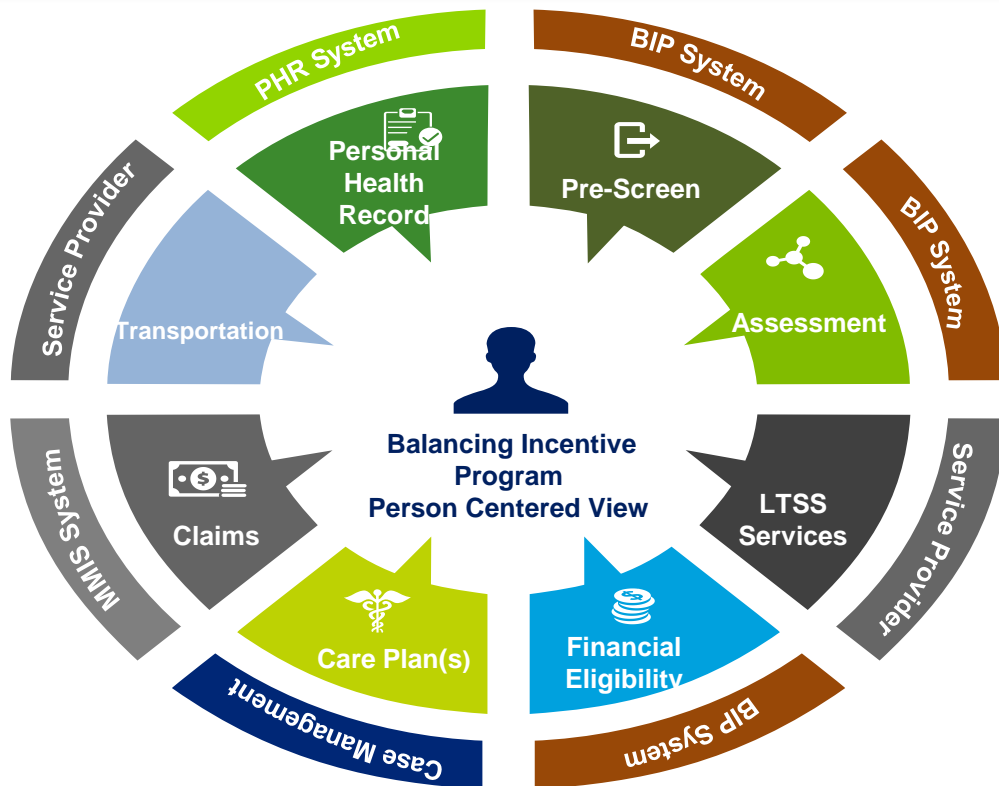 PHR System
BIP System
Personal
Health
Record
Pre-Screen
Service Provider
BIP System
Transportation
Assessment
Balancing Incentive
Program
Person Centered View
MMIS System
Claims
LTSS
Services
Service Provider
Care Plan(s)
Financial
Eligibility
Case Management
BIP System